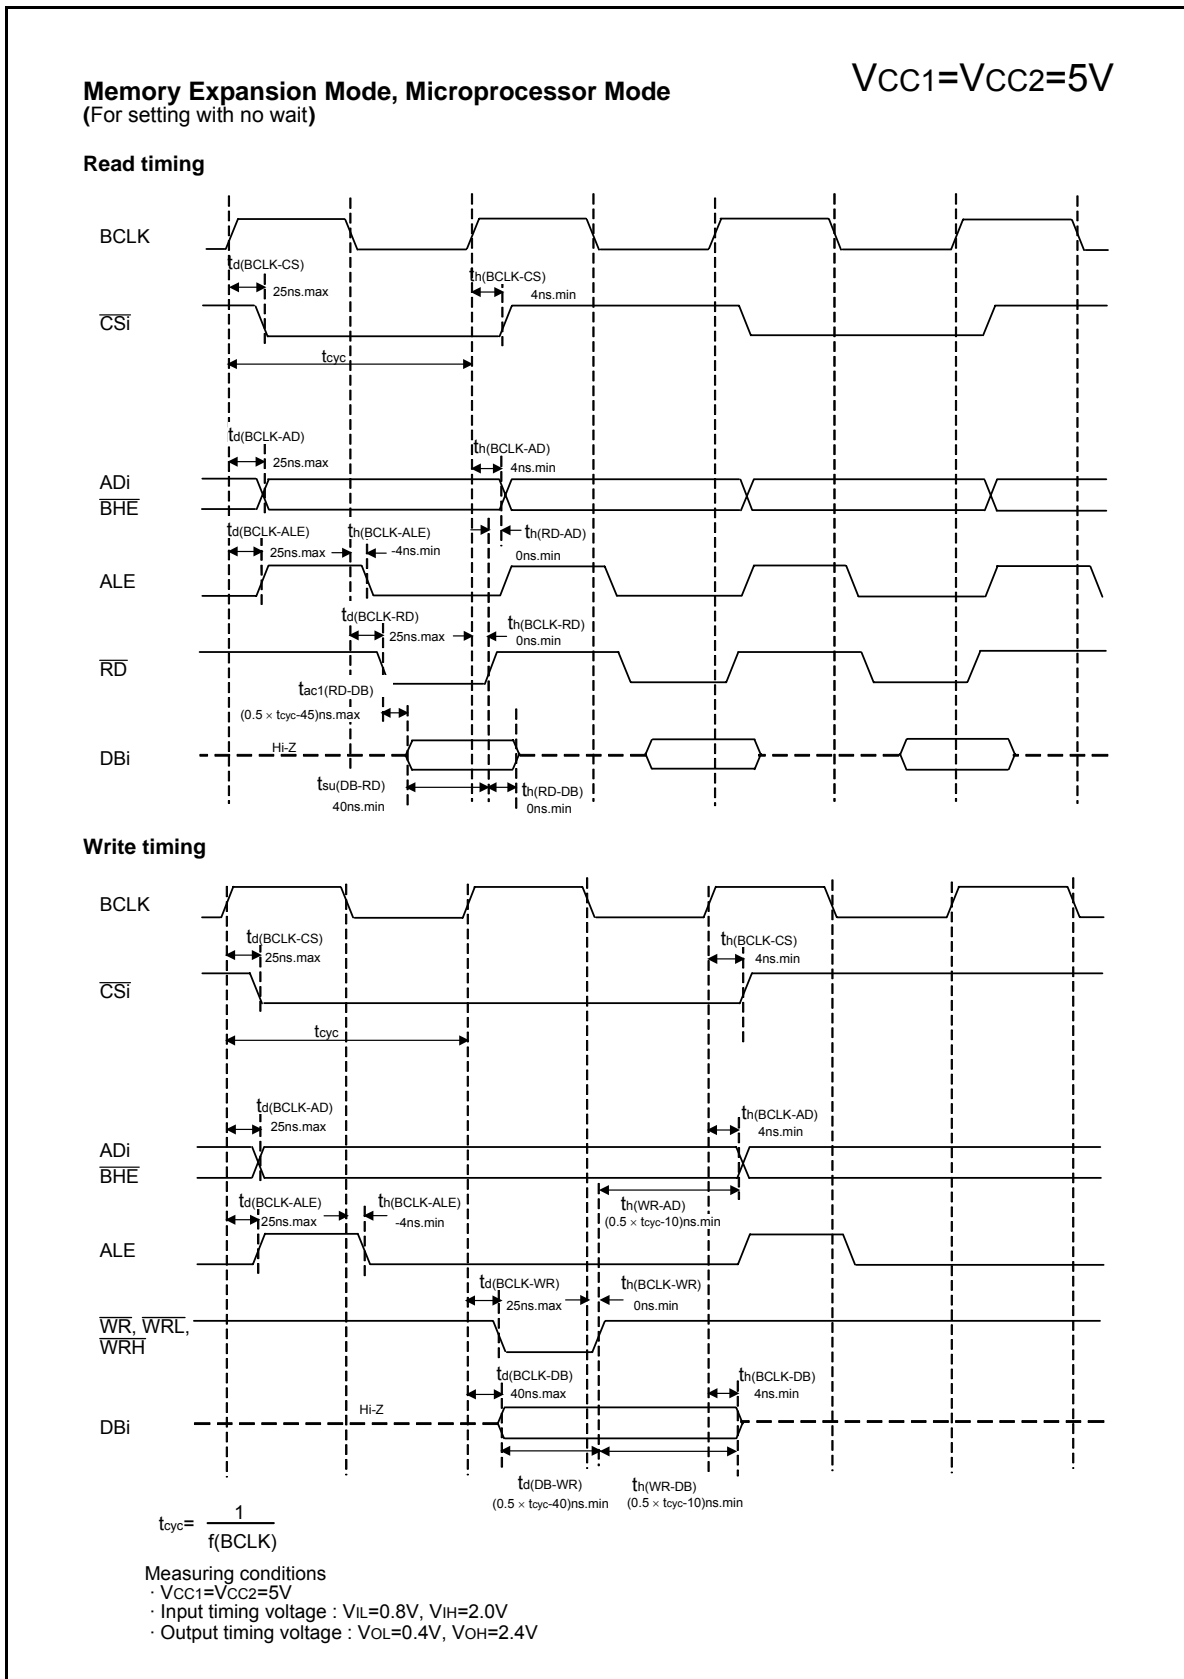 VCC1=VCC2=5V
Memory Expansion Mode, Microprocessor Mode
(For setting with no wait)
Read timing
BCLK
td(BCLK-CS)
25ns.max
th(BCLK-CS)
4ns.min
CSi
tcyc
td(BCLK-AD)
25ns.max
th(BCLK-AD)
4ns.min
ADi
BHE
td(BCLK-ALE)
25ns.max
th(BCLK-ALE)
-4ns.min
th(RD-AD)
0ns.min
ALE
td(BCLK-RD)
25ns.max
th(BCLK-RD)
0ns.min
RD
tac1(RD-DB)
(0.5 × tcyc-45)ns.max
Hi-Z
DBi
tsu(DB-RD)
40ns.min
th(RD-DB)
0ns.min
Write timing
BCLK
td(BCLK-CS)
25ns.max
th(BCLK-CS)
4ns.min
CSi
tcyc
td(BCLK-AD)
25ns.max
th(BCLK-AD)
4ns.min
ADi
BHE
td(BCLK-ALE)
25ns.max
th(BCLK-ALE)
-4ns.min
th(WR-AD)
(0.5 × tcyc-10)ns.min
ALE
td(BCLK-WR)
25ns.max
th(BCLK-WR)
0ns.min
WR, WRL,
WRH
td(BCLK-DB)
40ns.max
th(BCLK-DB)
4ns.min
Hi-Z
DBi
td(DB-WR)
(0.5 × tcyc-40)ns.min
th(WR-DB)
(0.5 × tcyc-10)ns.min
tcyc= 1
f(BCLK)
Measuring conditions
· VCC1=VCC2=5V
· Input timing voltage : VIL=0.8V, VIH=2.0V
· Output timing voltage : VOL=0.4V, VOH=2.4V